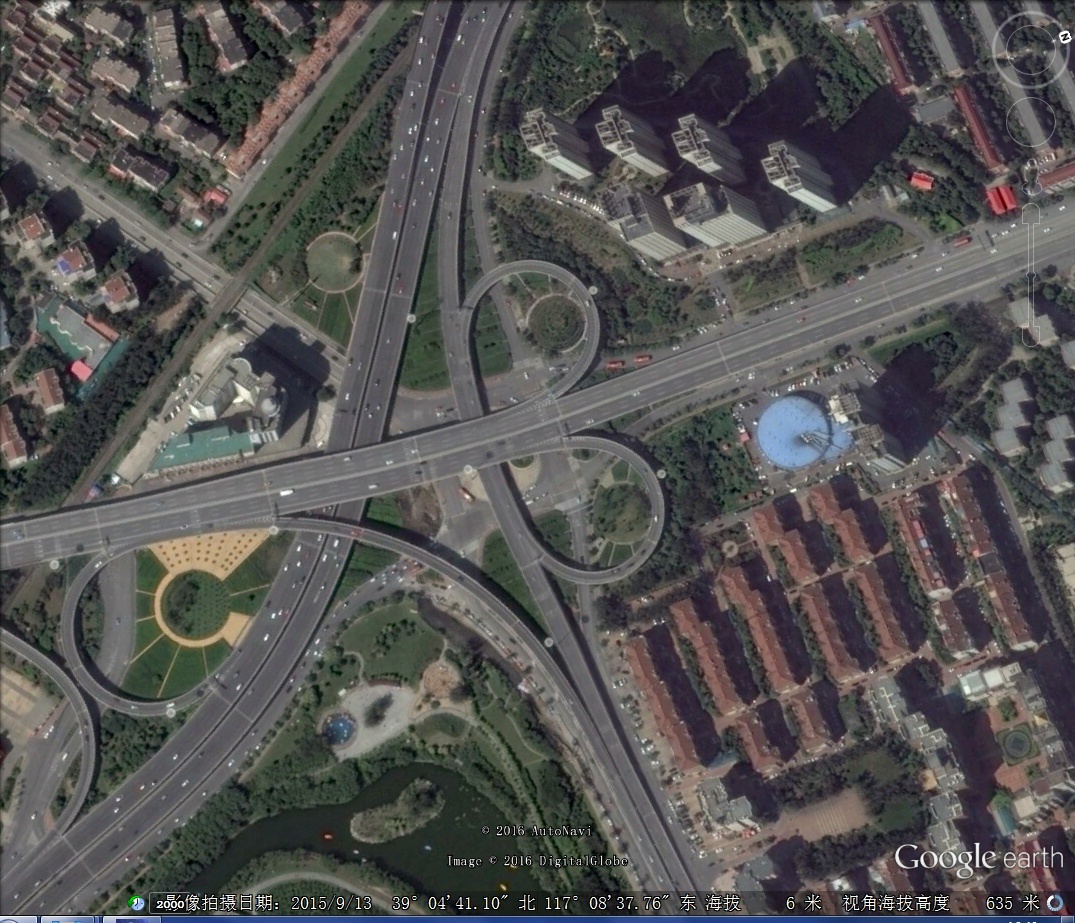 © 2016 AutoNavi
Image © 2016 DigitalGlobe
Google earth
2000
影像拍摄日期: 2015/9/13 39° 04'41.10" 北 117° 08'37.76" 东 海拔 6 米 视角海拔高度 635 米